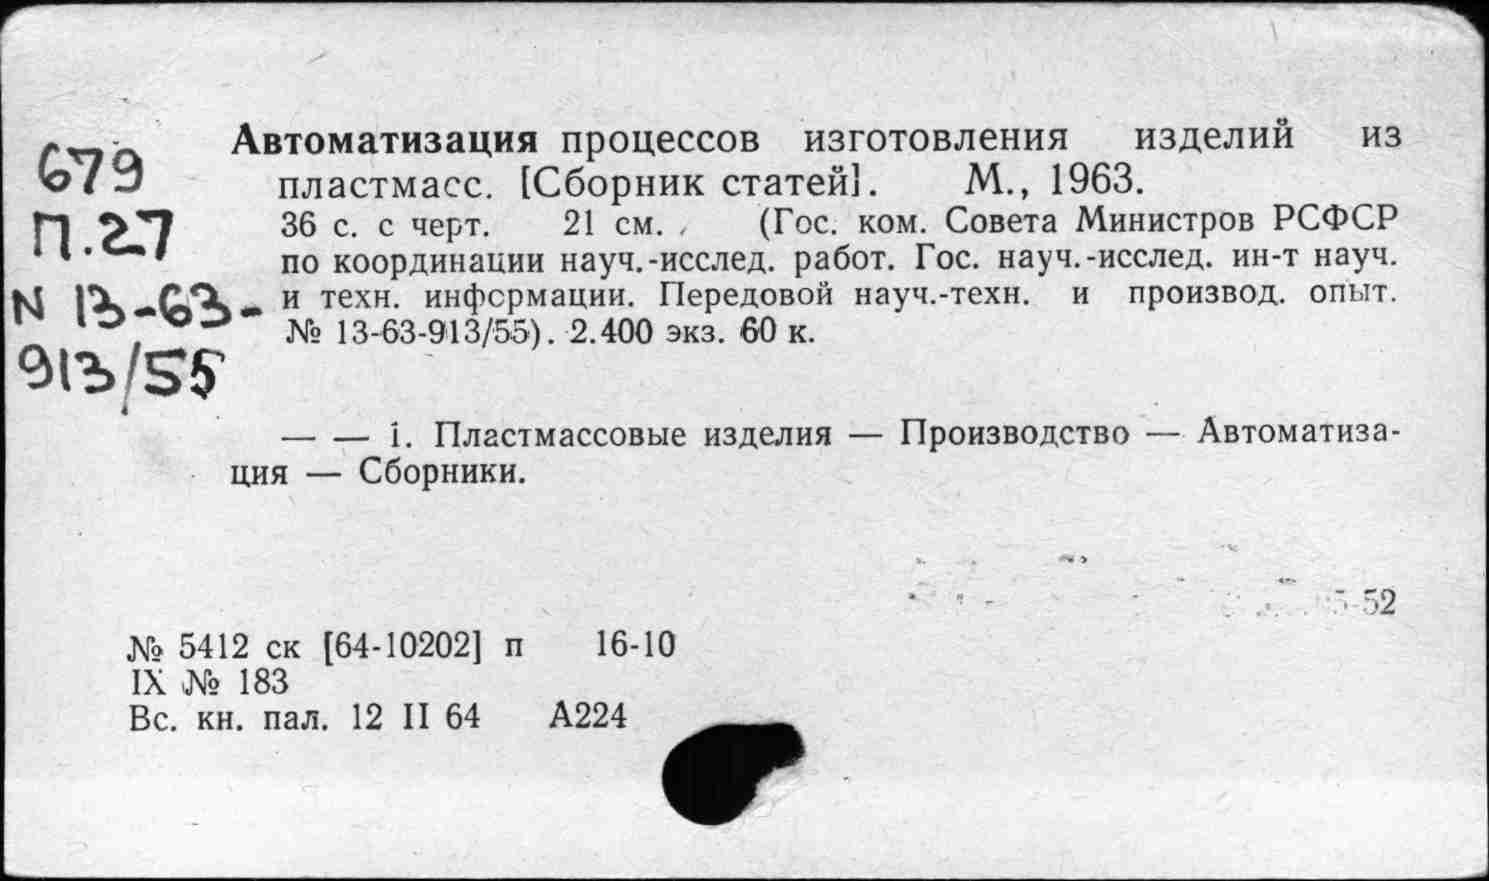 679
П.27
N 13-63-
913/55
Автоматизация процессов изготовления изделий из
пластмасс. [Сборник статей]. М., 1963.
36 с. с черт. 21 см. (Гос. ком. Совета Министров РСФСР
по координации науч.-исслед. работ. Гос. науч.-исслед. ин-т науч.
и техн. информации. Передовой науч.-техн. и производ. опыт.
№ 13-63-913/55). 2.400 экз. 60 к.
— — 1. Пластмассовые изделия — Производство — Автоматиза-
ция — Сборники.
52
№ 5412 ск [64-10202] п 16-10
IX № 183
Вс. кн. пал. 12 II 64 А224